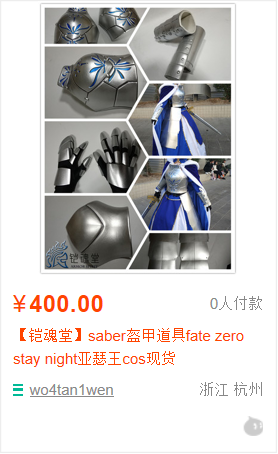 铠魂堂
¥400.00 0人付款
【铠魂堂】saber盔甲道具fate zero
stay night亚瑟王cos现货
wo4tan1wen 浙江 杭州